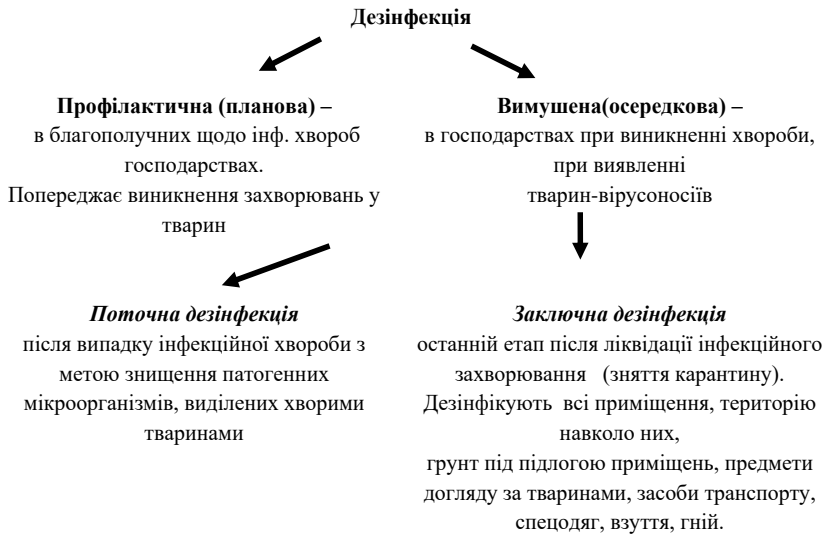 Дезінфекція
Профілактична (планова) –
в благополучних щодо інф. хвороб
господарствах.
Попереджає виникнення захворювань у
тварин
Вимушена(осередкова) –
в господарствах при виникненні хвороби,
при виявленні
тварин-вірусоносіїв
Поточна дезінфекція
після випадку інфекційної хвороби з
метою знищення патогенних
мікроорганізмів, виділених хворими
тваринами
Заключна дезінфекція
останній етап після ліквідації інфекційного
захворювання (зняття карантину).
Дезінфікують всі приміщення, територію
навколо них,
грунт під підлогою приміщень, предмети
догляду за тваринами, засоби транспорту,
спецодяг, взуття, гній.